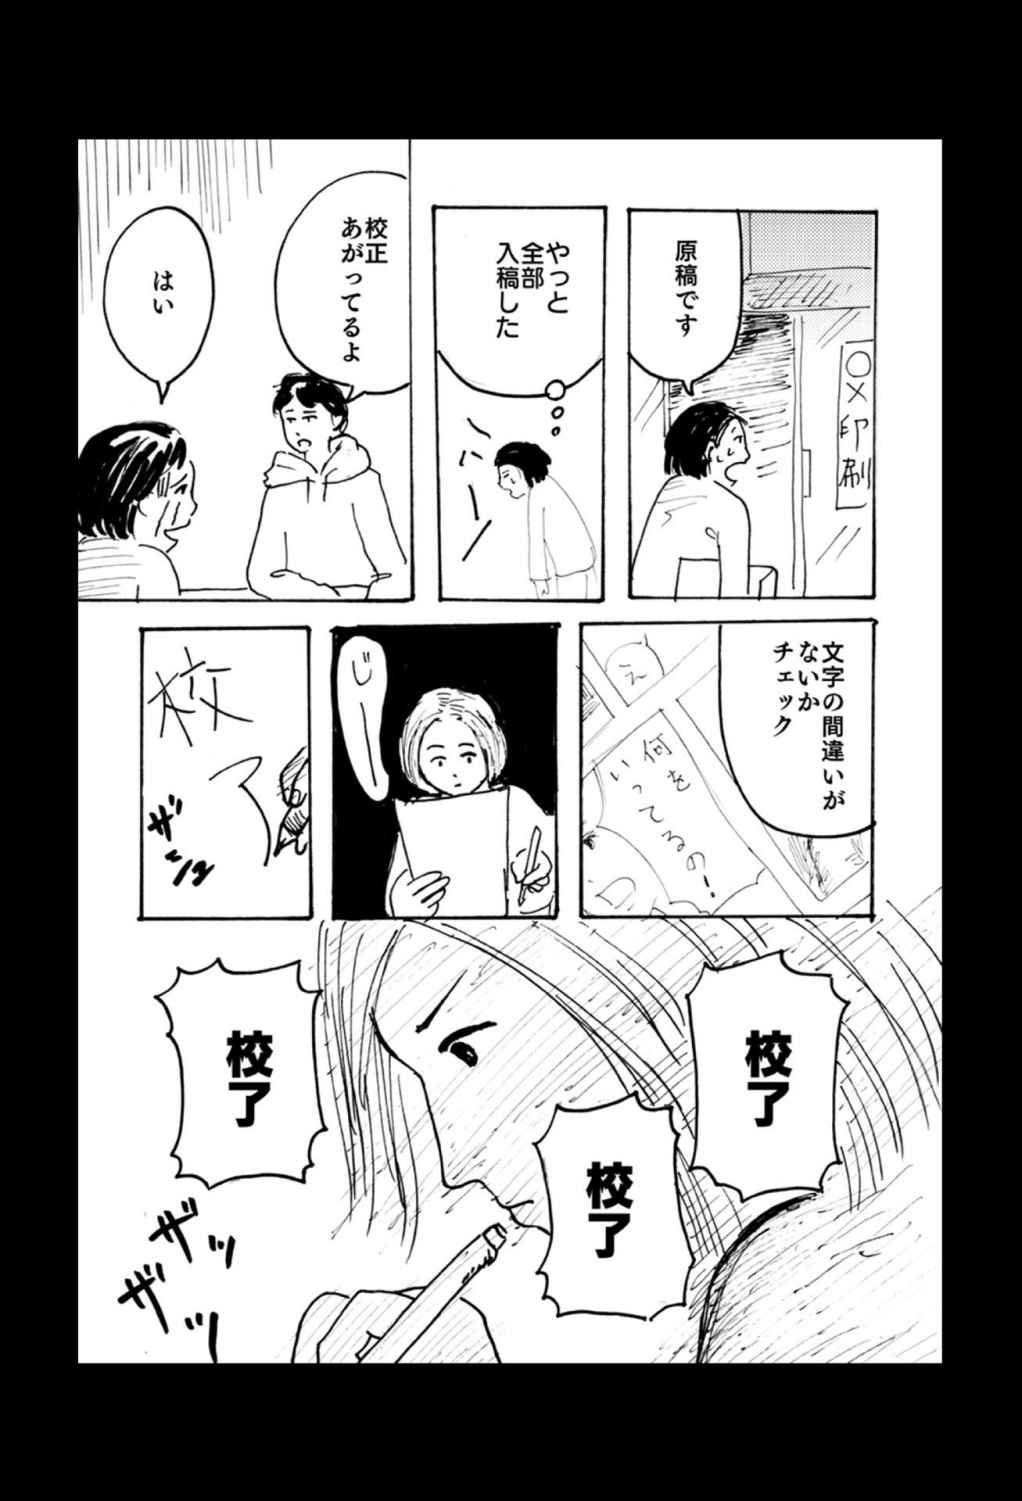 原稿です
〇×印刷
やっと
全部
入稿した
校正
あがってるよ
はい
文字の間違いが
ないか
チェック
え
何を
いってるの!
じーー
校了
ザッ
シュ
校了
校了
校了
ザッ
ザッ